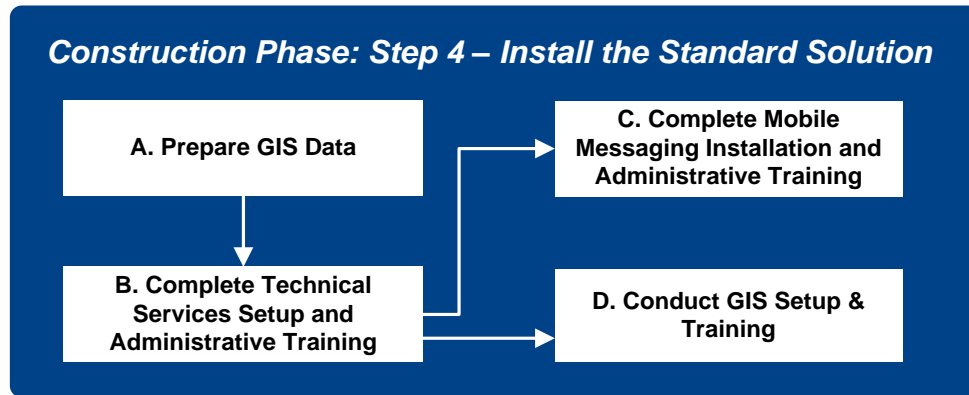 Construction Phase: Step 4 – Install the Standard Solution
A. Prepare GIS Data
B. Complete Technical
Services Setup and
Administrative Training
C. Complete Mobile
Messaging Installation and
Administrative Training
D. Conduct GIS Setup &
Training